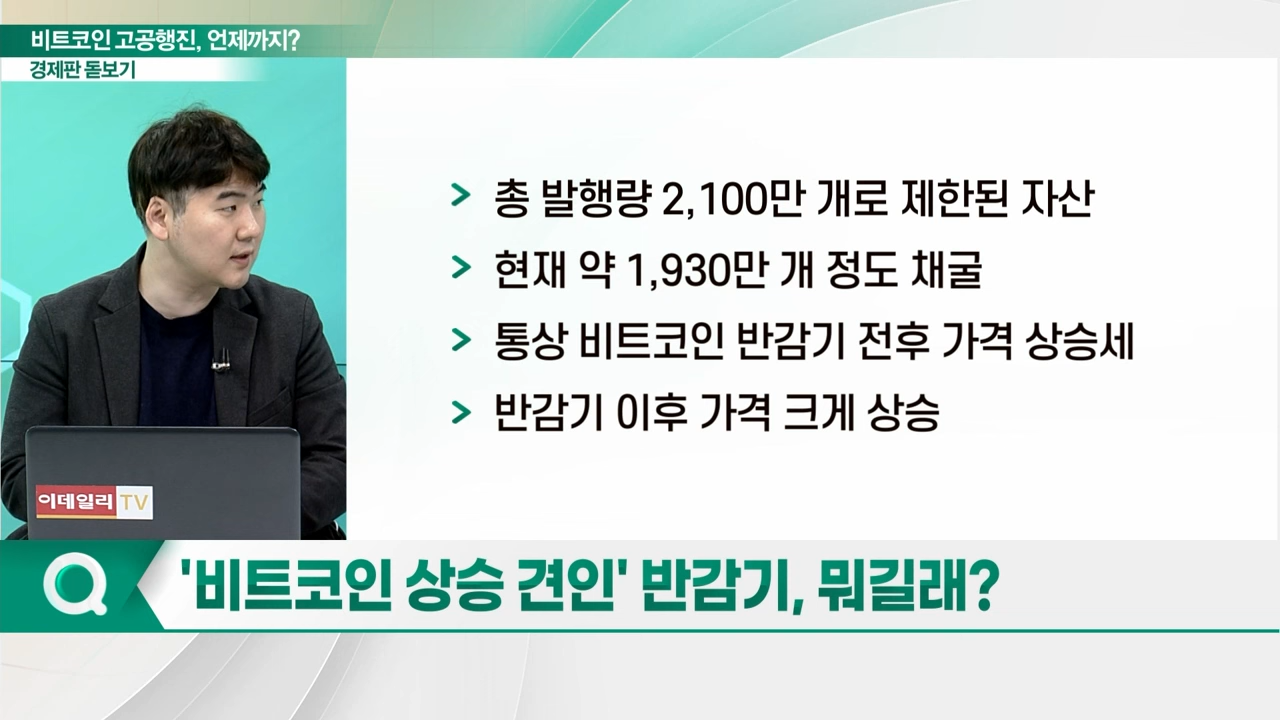 비트코인 고공행진, 언제까지?
경제판 돋보기
> 총 발행량 2,100만 개로 제한된 자산
> 현재 약 1,930만 개 정도 채굴
> 통상 비트코인 반감기 전후 가격 상승세
> 반감기 이후 가격 크게 상승
이데일리 TV
'비트코인 상승 견인' 반감기, 뭐길래?